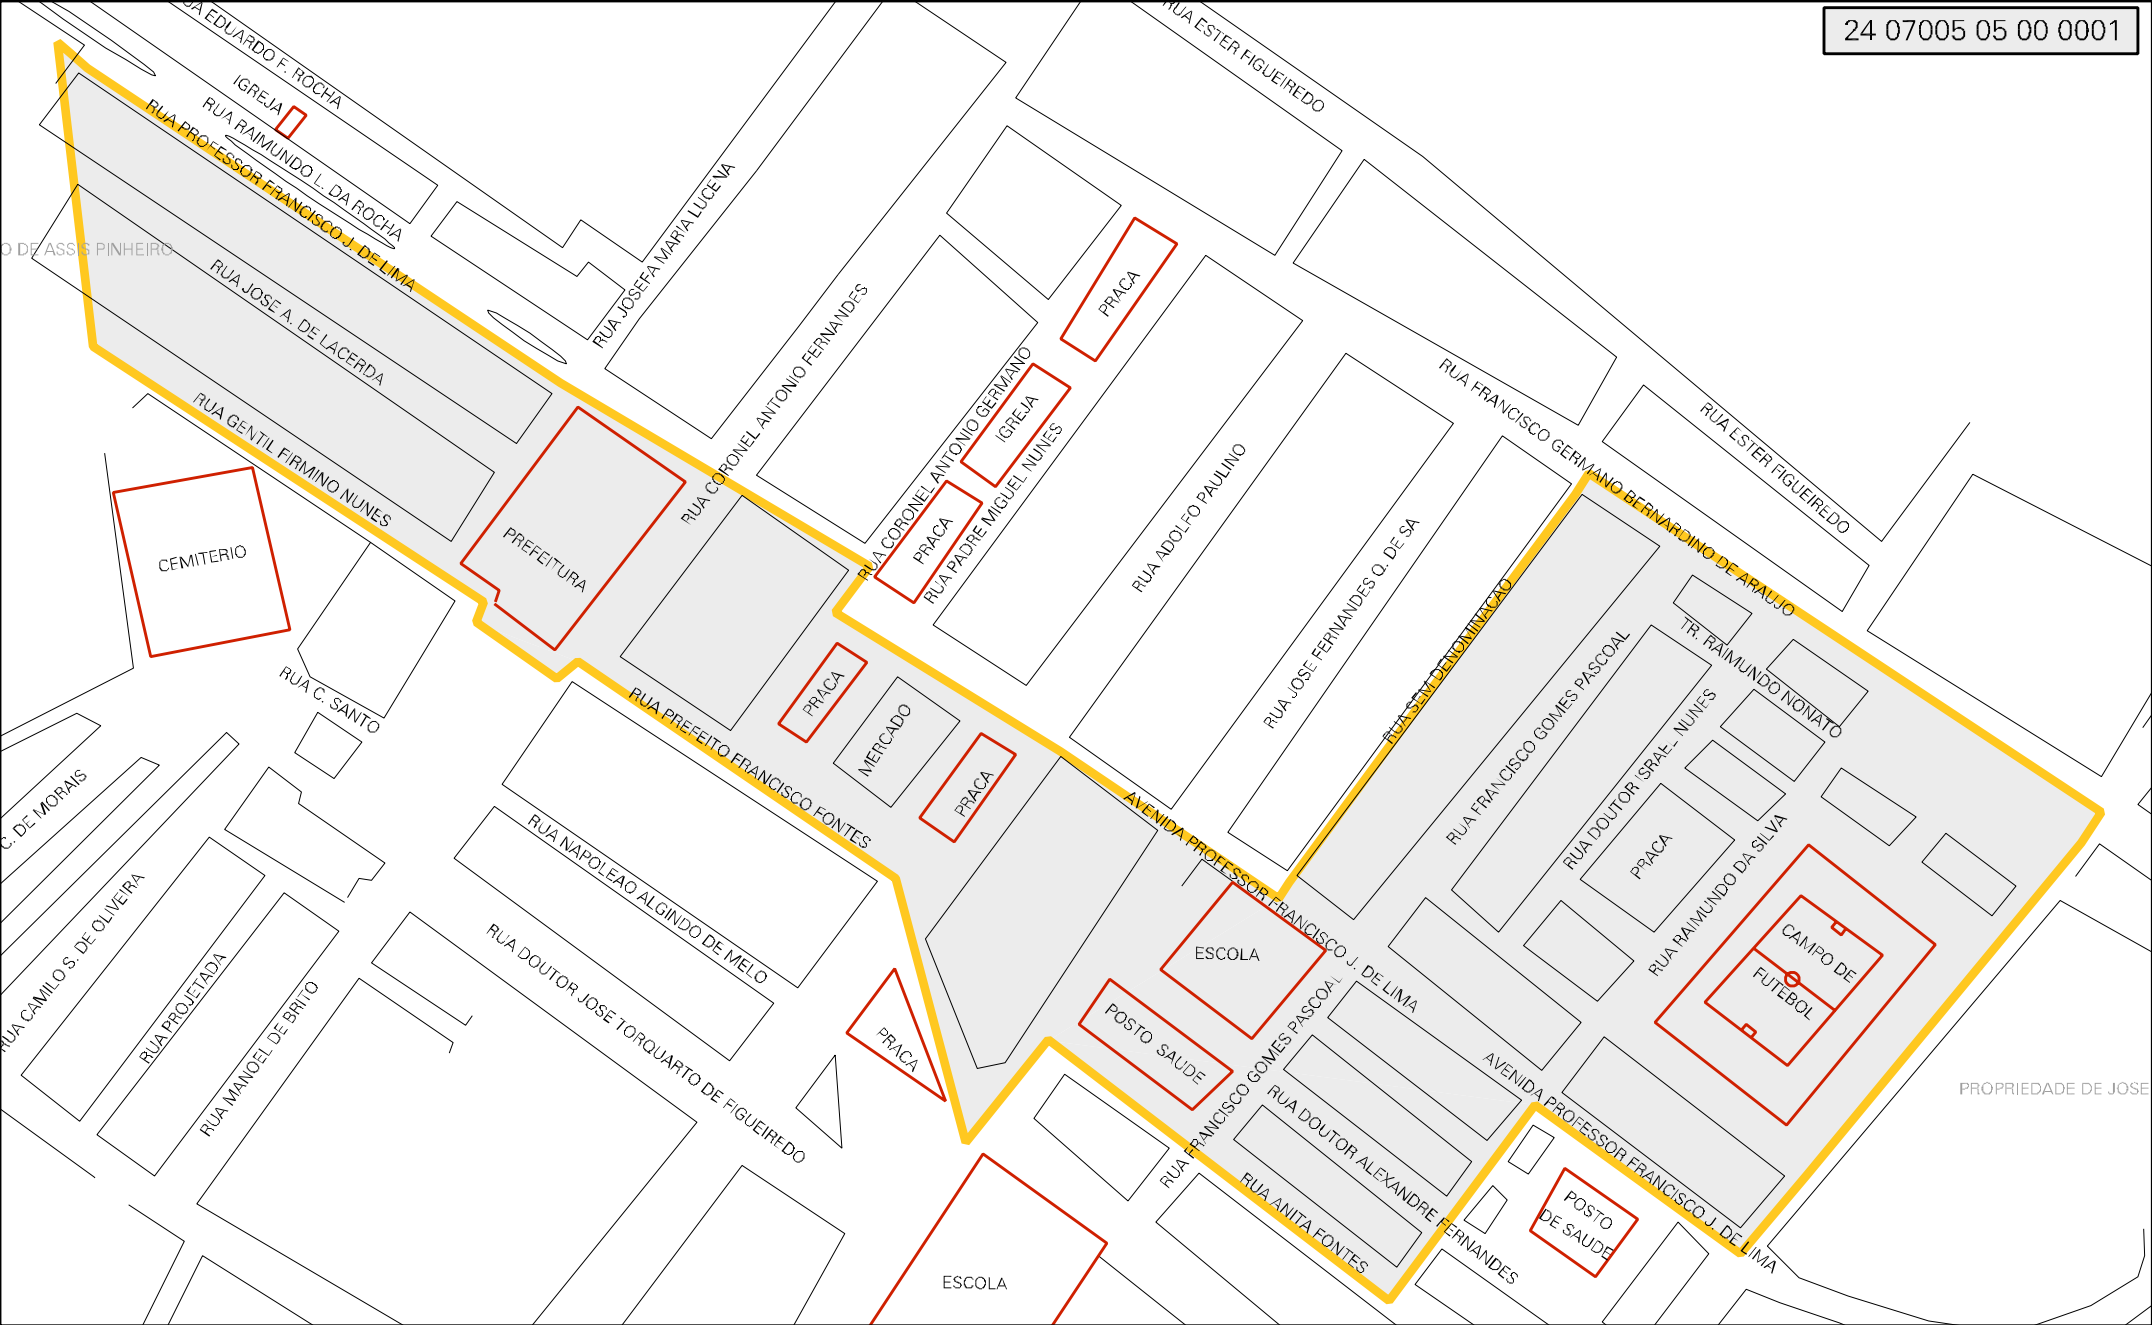 24 07005 05 00 0001
RUA EDUARDO F. ROCHA
RUA ESTER FIGUEIREDO
IGREJA
RUA RAIMUNDO L. DA ROCHA
RUA PROFESSOR FRANCISCO J. DE LIMA
O DE ASSIS PINHEIRO
RUA JOSEFA MARIA LUCENA
RUA JOSE A. DE LACERDA
PRACA
RUA CORONEL ANTONIO FERNANDES
RUA CORONEL ANTONIO GERMANO
IGREJA
RUA PADRE MIGUEL NUNES
PRACA
RUA FRANCISCO GERMANO BERNARDINO DE ARAUJO
RUA ESTER FIGUEIREDO
RUA GENTIL FIRMINO NUNES
RUA ADOLFO PAULINO
RUA JOSE FERNANDES Q. DE SA
RUA SEM DENOMINACAO
CEMITERIO
PREFEITURA
TR. RAIMUNDO NONATO
RUA FRANCISCO GOMES PASCOAL
RUA DOUTOR ISRAEL NUNES
RUA C. SANTO
RUA PREFEITO FRANCISCO FONTES
PRACA
MERCADO
PRACA
AVENIDA PROFESSOR FRANCISCO J. DE LIMA
C. DE MORAIS
RUA NAPOLEAO ALGINDO DE MELO
PRACA
RUA RAIMUNDO DA SILVA
RUA CAMILO S. DE OLIVEIRA
RUA PROJETADA
RUA MANOEL DE BRITO
RUA DOUTOR JOSE TORQUARTO DE FIGUEIREDO
PRACA
ESCOLA
POSTO SAUDE
CAMPO DE
FUTEBOL
RUA FRANCISCO GOMES PASCOAL
AVENIDA PROFESSOR FRANCISCO J. DE LIMA
RUA DOUTOR ALEXANDRE FERNANDES
RUA ANITA FONTES
PROPRIEDADE DE JOSE
POSTO
DE SAUDE
ESCOLA